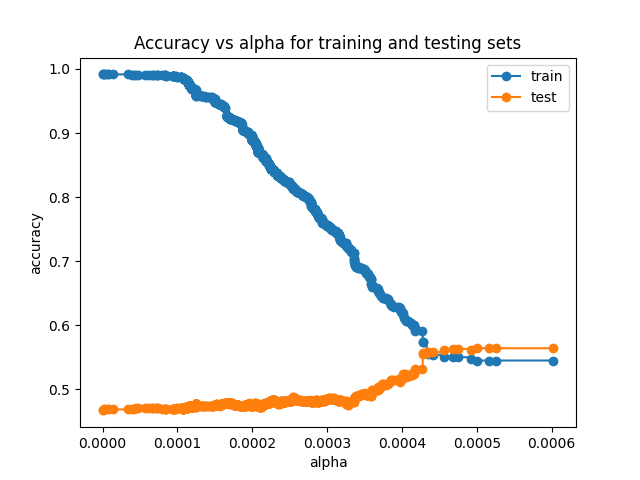 Accuracy vs alpha for training and testing sets
train
test
accuracy
1.0
0.9
0.8
0.7
0.6
0.5
0.0000 0.0001 0.0002 0.0003 0.0004 0.0005 0.0006
alpha